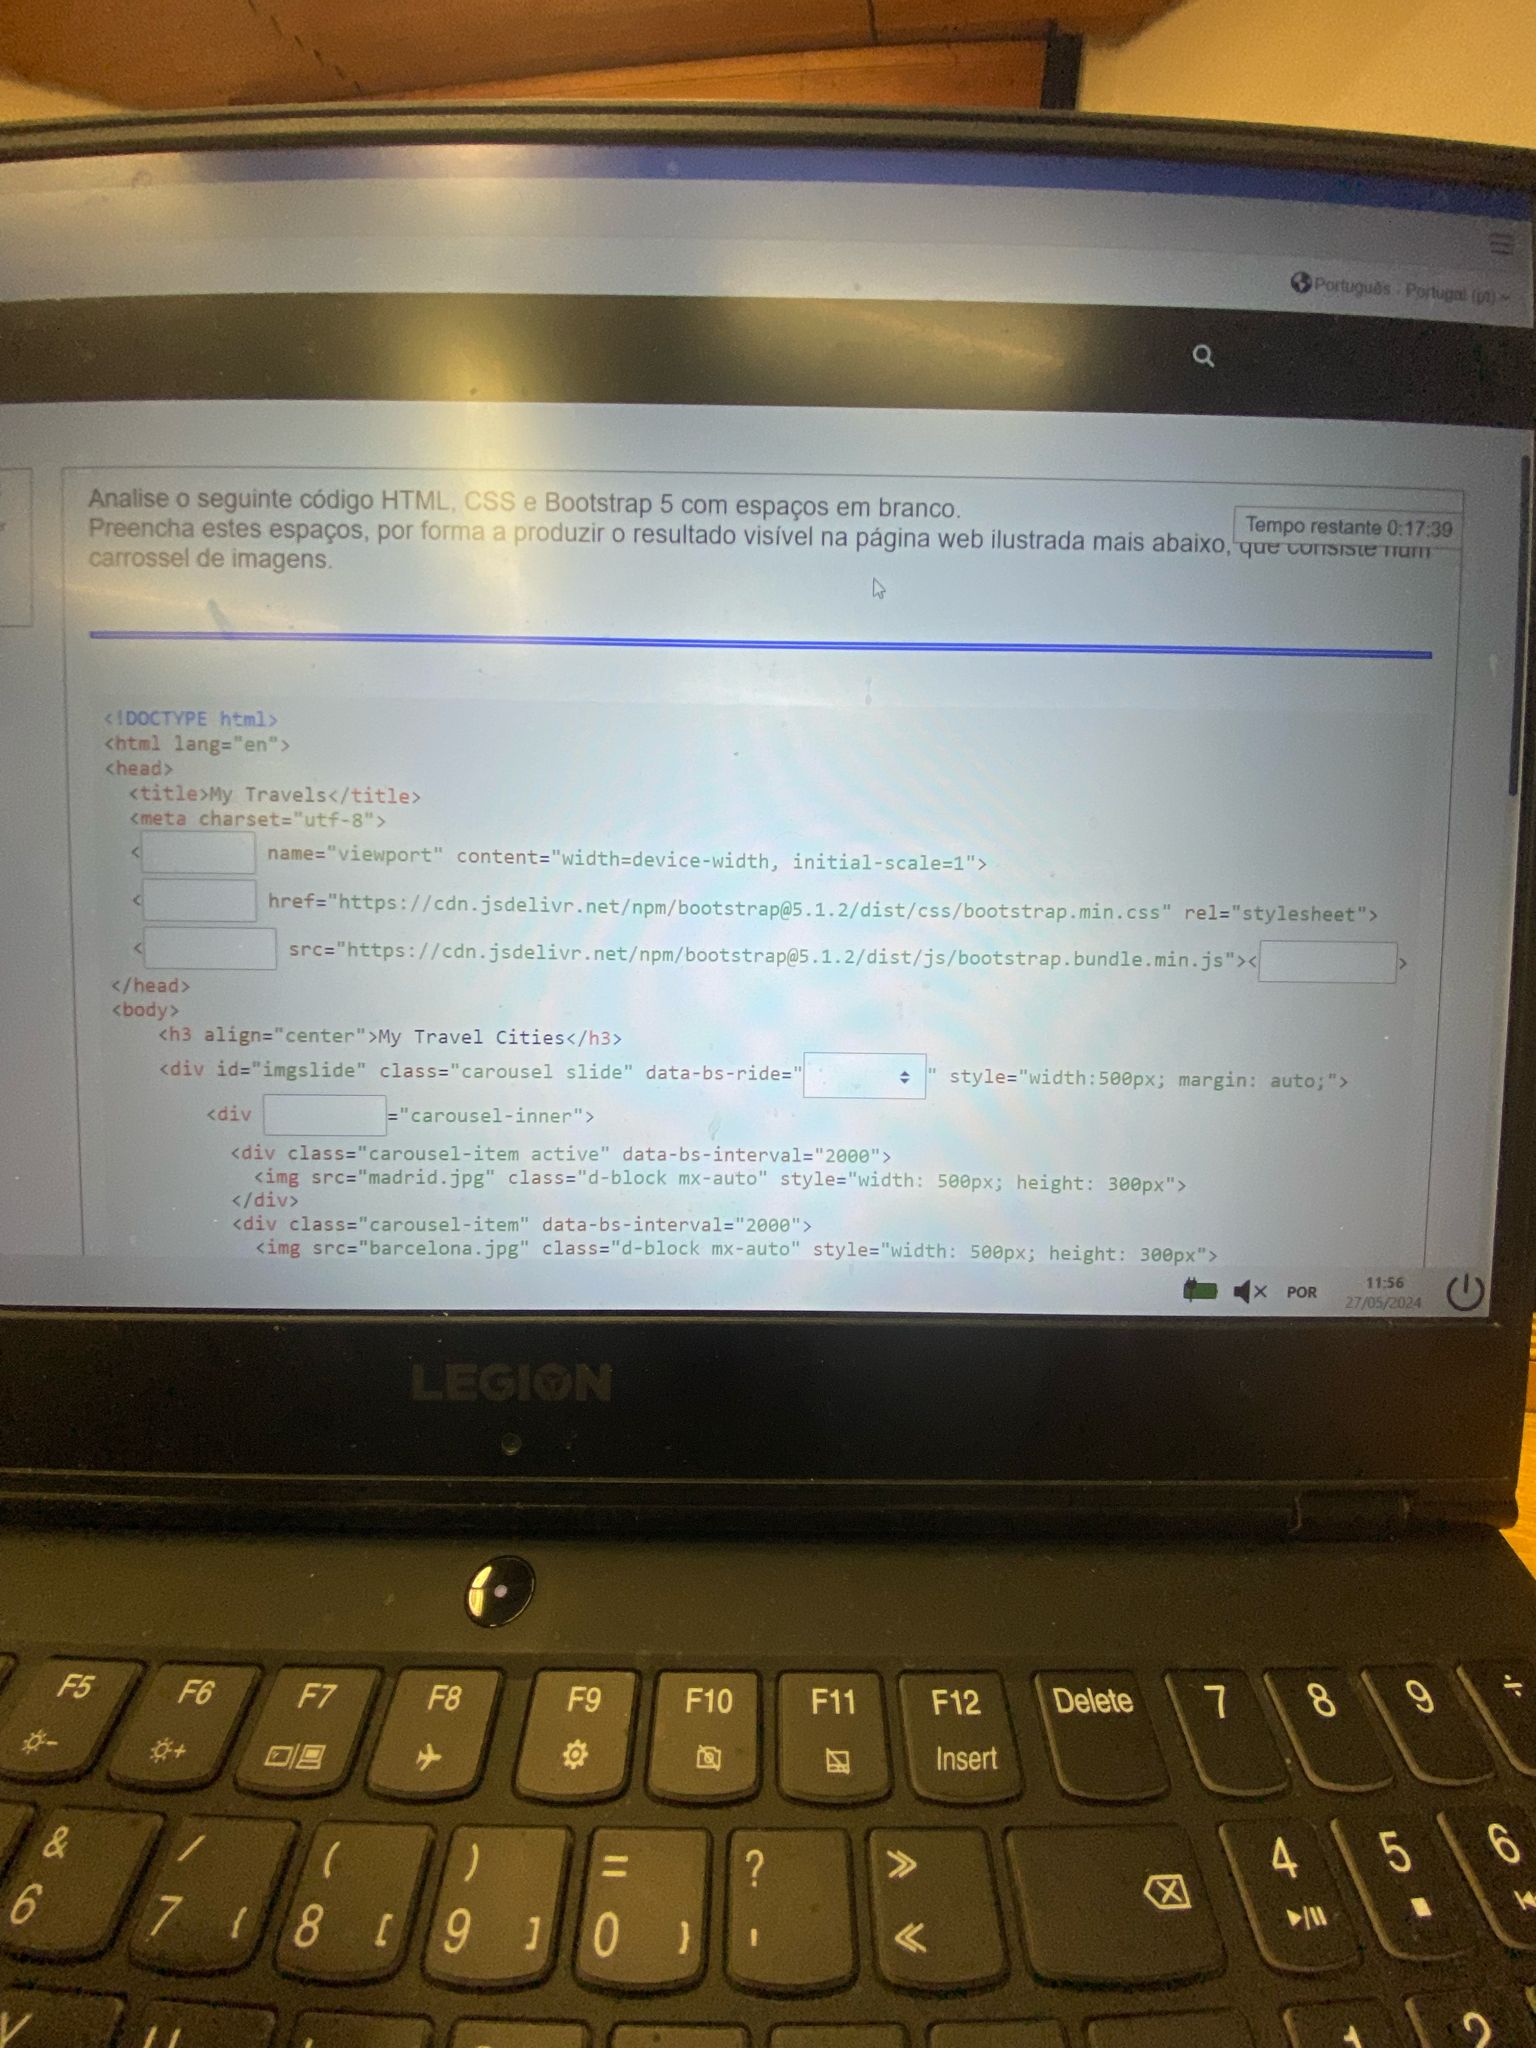 Português - Portugal (pt)
Analise o seguinte código HTML, CSS e Bootstrap 5 com espaços em branco.
Tempo restante 0:17:39
Preencha estes espaços, por forma a produzir o resultado visível na página web ilustrada mais abaixo, que consiste num
carrossel de imagens.
<!DOCTYPE html>
<html lang="en">
<head>
<title>My Travels</title>
<meta charset="utf-8">
< name="viewport" content="width=device-width, initial-scale=1">
< href="https://cdn.jsdelivr.net/npm/bootstrap@5.1.2/dist/css/bootstrap.min.css" rel="stylesheet">
< src="https://cdn.jsdelivr.net/npm/bootstrap@5.1.2/dist/js/bootstrap.bundle.min.js">< >
</head>
<body>
<h3 align="center">My Travel Cities</h3>
<div id="imgslide" class="carousel slide" data-bs-ride=" " style="width:500px; margin: auto;">
<div ="carousel-inner">
<div class="carousel-item active" data-bs-interval="2000">
<img src="madrid.jpg" class="d-block mx-auto" style="width: 500px; height: 300px">
</div>
<div class="carousel-item" data-bs-interval="2000">
<img src="barcelona.jpg" class="d-block mx-auto" style="width: 500px; height: 300px">
POR
11:56
27/05/2024
LEGION
F5 F6 F7 F8 F9 F10 F11 F12 Delete 7 8 9 ÷
Insert
& / ( ) = ? » 4 5 6
6 7 { 8 [ 9 ] 0 } ' «
1 2